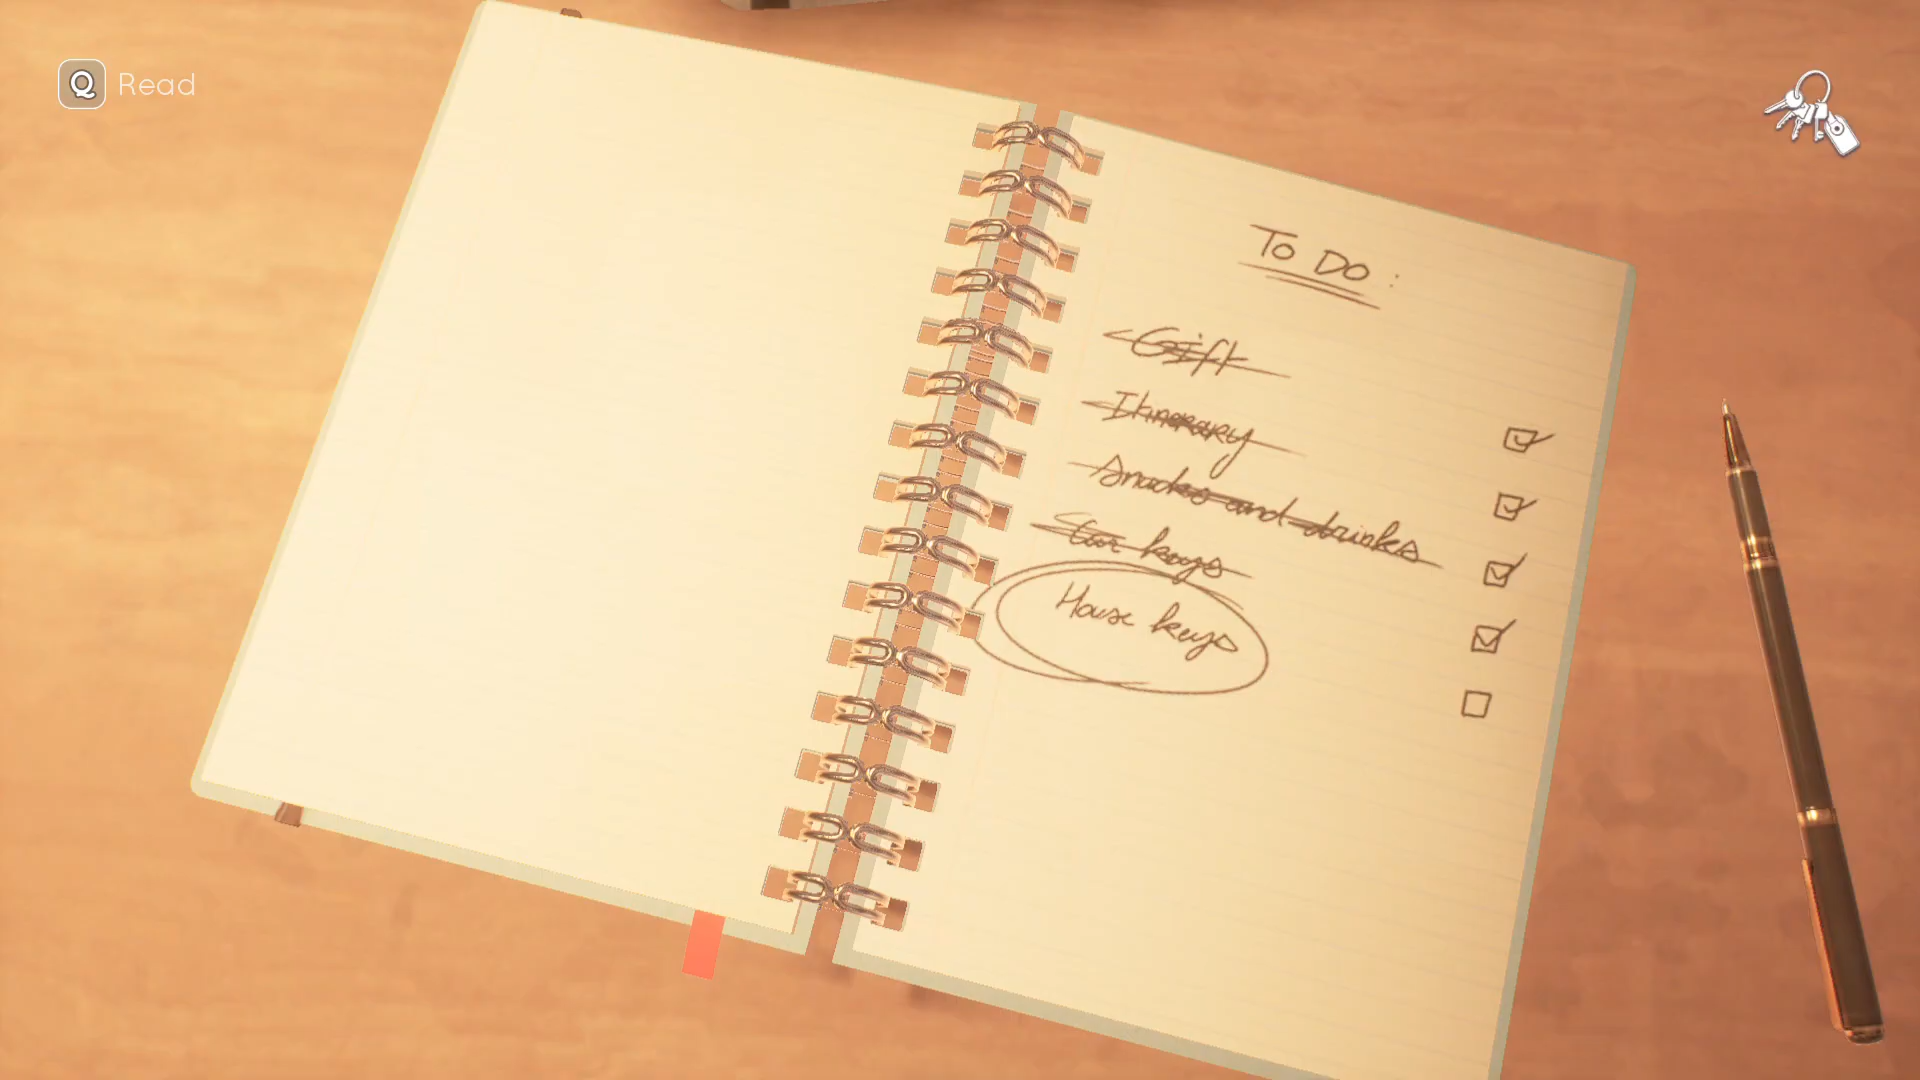 Q Read
To Do :
Gift
Itinerary
Snacks and drinks
Car keys
House keys